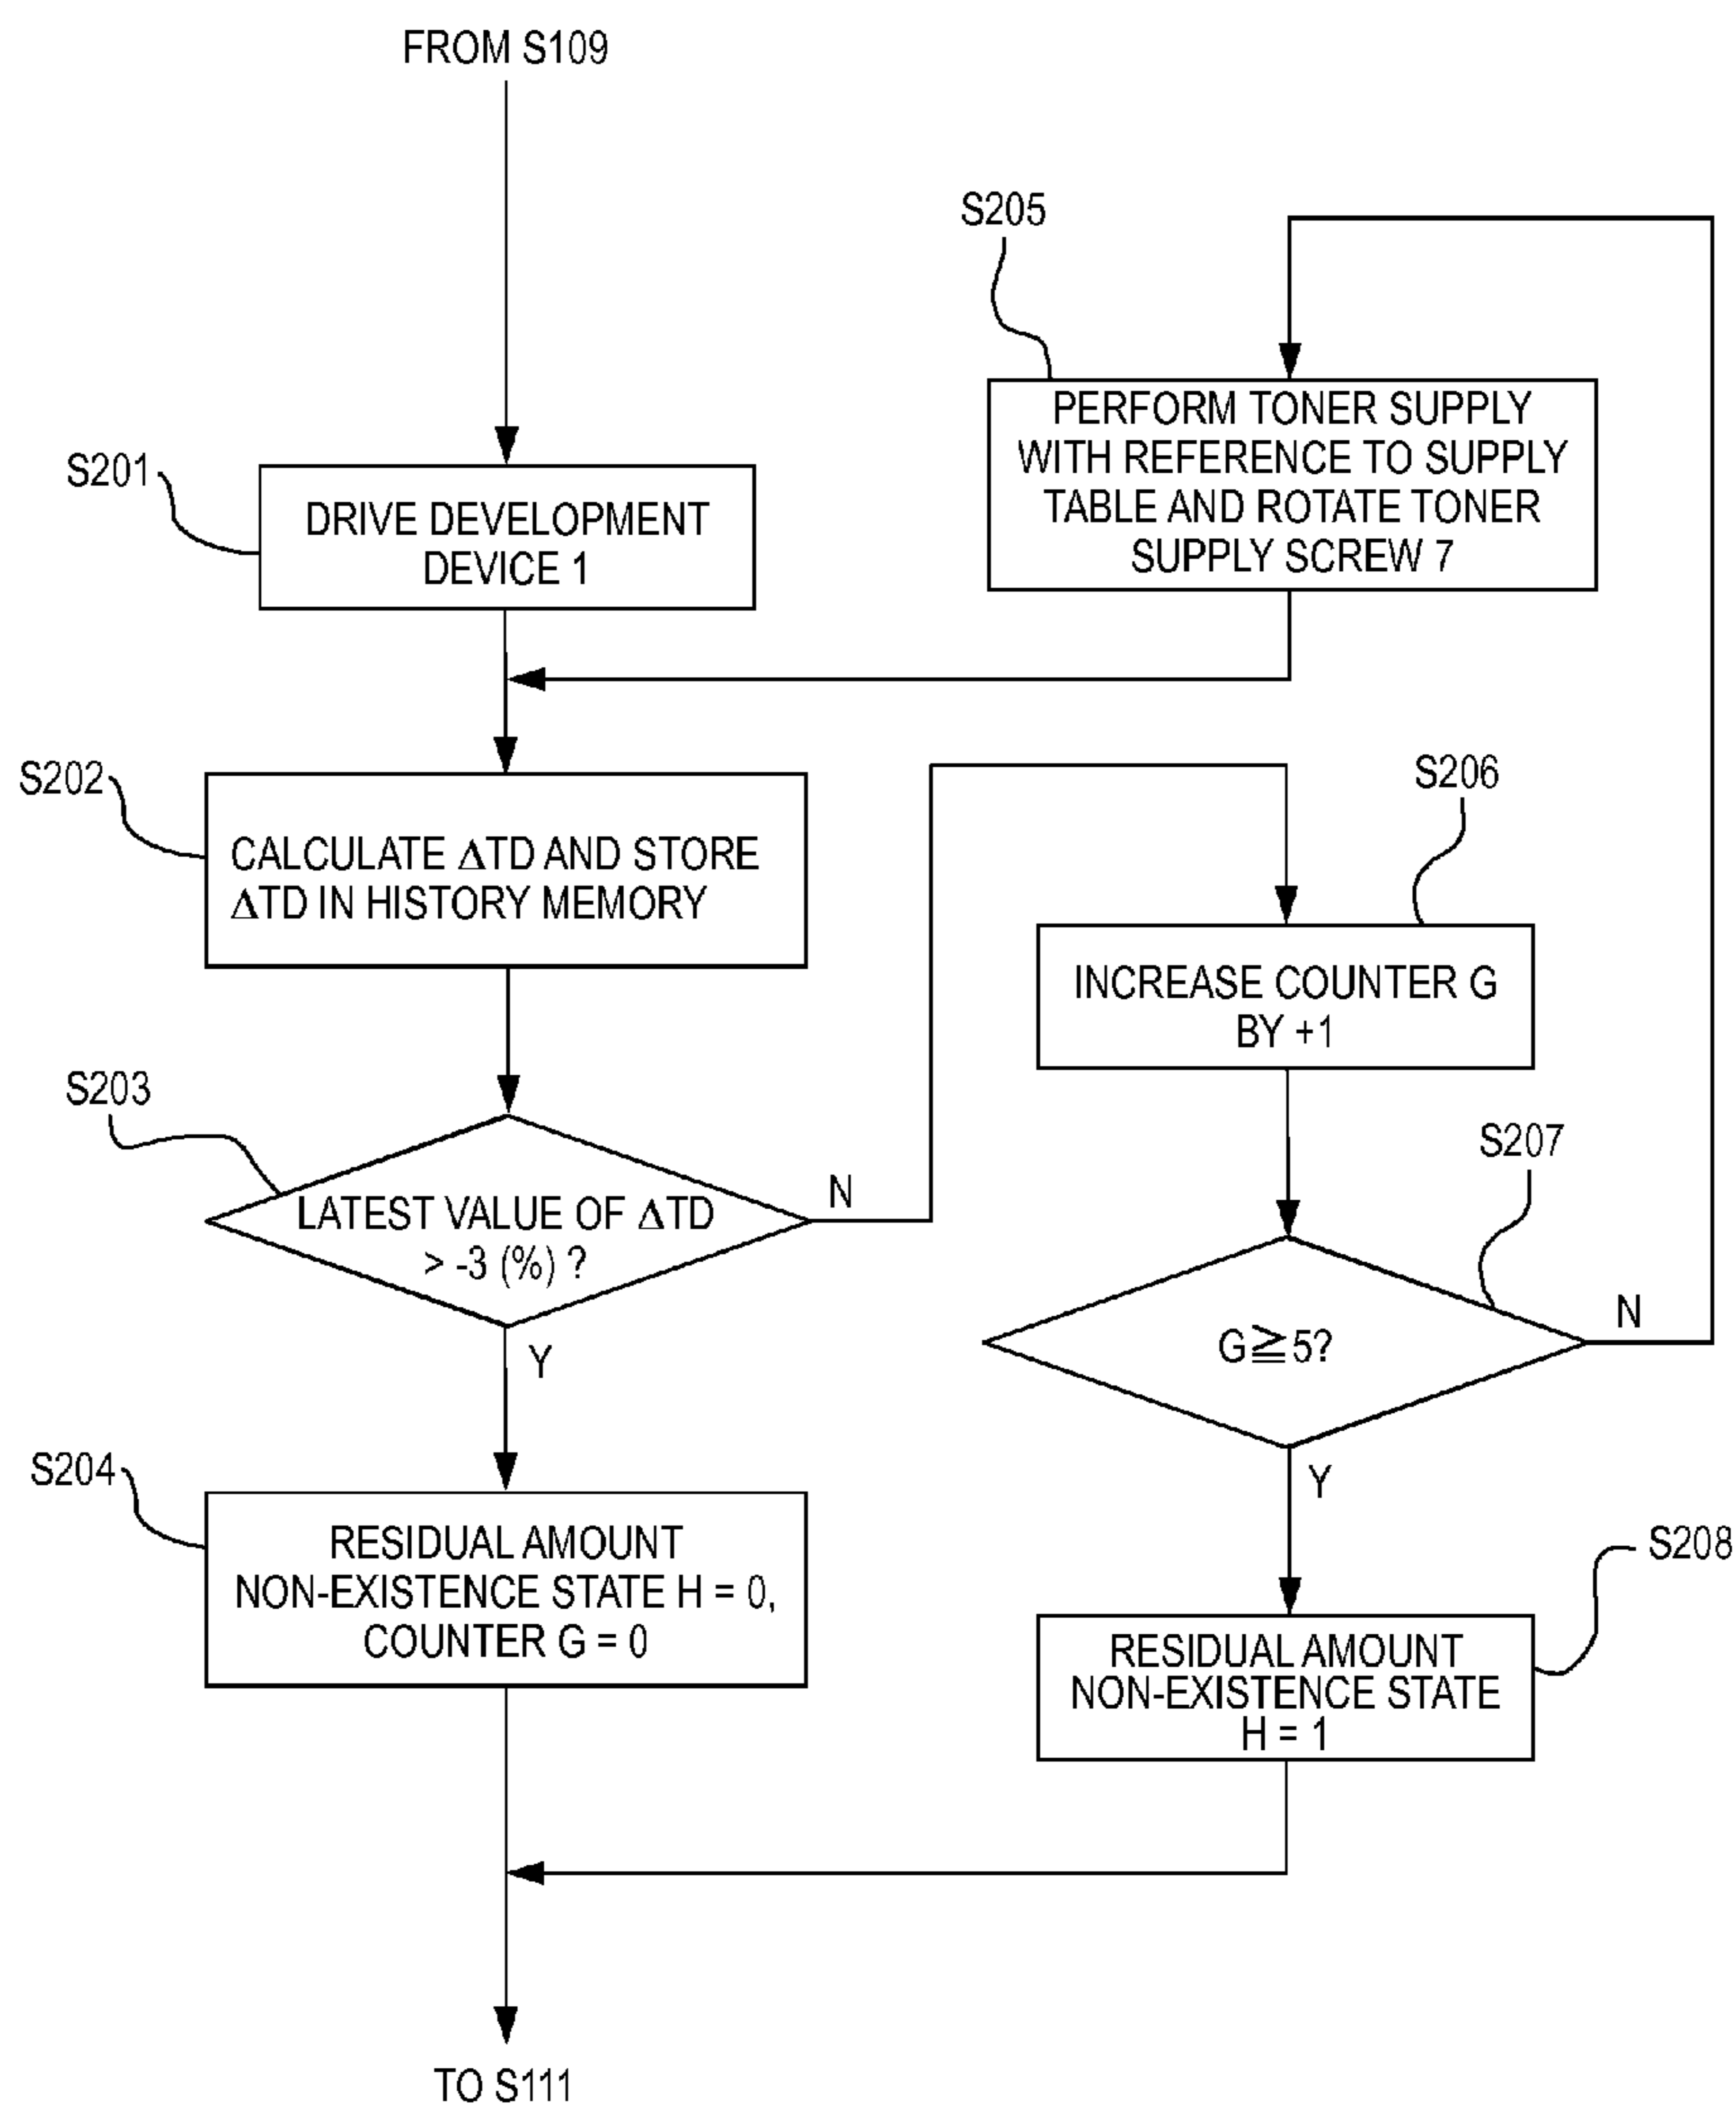 FROM S109
S205
PERFORM TONER SUPPLY
WITH REFERENCE TO SUPPLY
TABLE AND ROTATE TONER
SUPPLY SCREW 7
S201
DRIVE DEVELOPMENT
DEVICE 1
S202
CALCULATE ΔTD AND STORE
ΔTD IN HISTORY MEMORY
S206
INCREASE COUNTER G
BY +1
S203
LATEST VALUE OF ΔTD
> -3 (%) ?
N
Y
S207
G≧5?
N
Y
S204
RESIDUAL AMOUNT
NON-EXISTENCE STATE H = 0,
COUNTER G = 0
S208
RESIDUAL AMOUNT
NON-EXISTENCE STATE
H = 1
TO S111